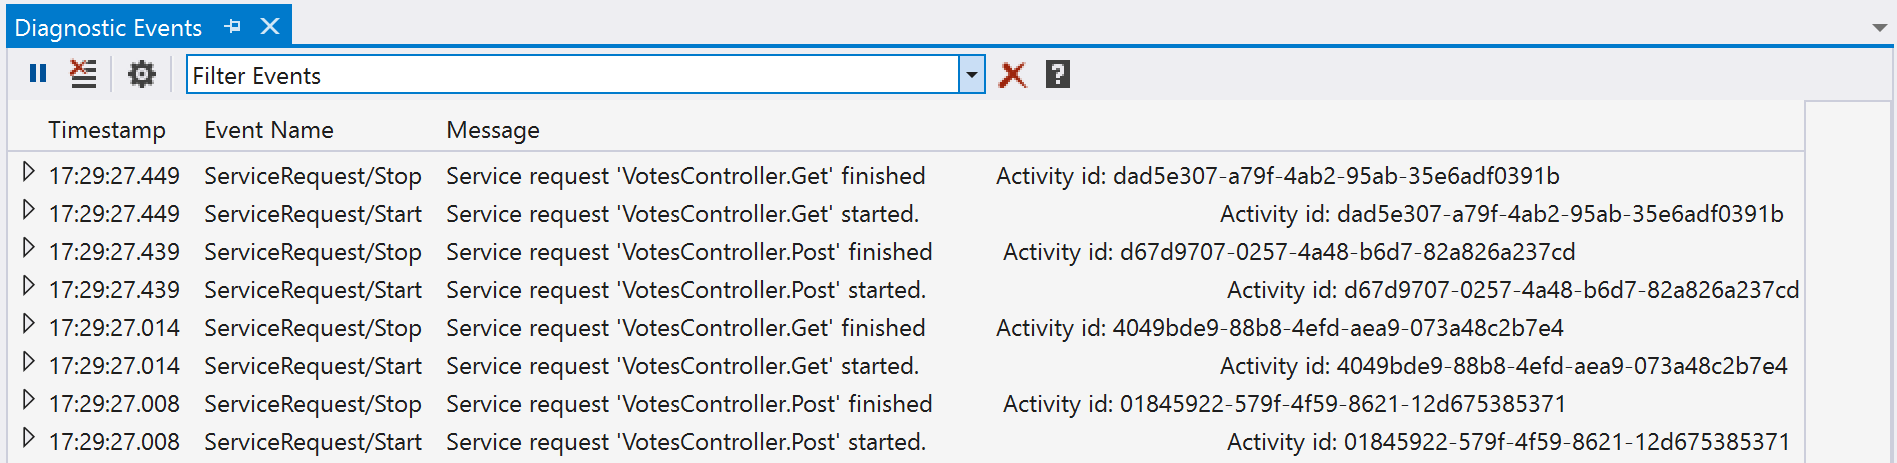 Diagnostic Events
Filter Events
Timestamp Event Name Message
17:29:27.449 ServiceRequest/Stop Service request 'VotesController.Get' finished Activity id: dad5e307-a79f-4ab2-95ab-35e6adf0391b
17:29:27.449 ServiceRequest/Start Service request 'VotesController.Get' started. Activity id: dad5e307-a79f-4ab2-95ab-35e6adf0391b
17:29:27.439 ServiceRequest/Stop Service request 'VotesController.Post' finished Activity id: d67d9707-0257-4a48-b6d7-82a826a237cd
17:29:27.439 ServiceRequest/Start Service request 'VotesController.Post' started. Activity id: d67d9707-0257-4a48-b6d7-82a826a237cd
17:29:27.014 ServiceRequest/Stop Service request 'VotesController.Get' finished Activity id: 4049bde9-88b8-4efd-aea9-073a48c2b7e4
17:29:27.014 ServiceRequest/Start Service request 'VotesController.Get' started. Activity id: 4049bde9-88b8-4efd-aea9-073a48c2b7e4
17:29:27.008 ServiceRequest/Stop Service request 'VotesController.Post' finished Activity id: 01845922-579f-4f59-8621-12d675385371
17:29:27.008 ServiceRequest/Start Service request 'VotesController.Post' started. Activity id: 01845922-579f-4f59-8621-12d675385371